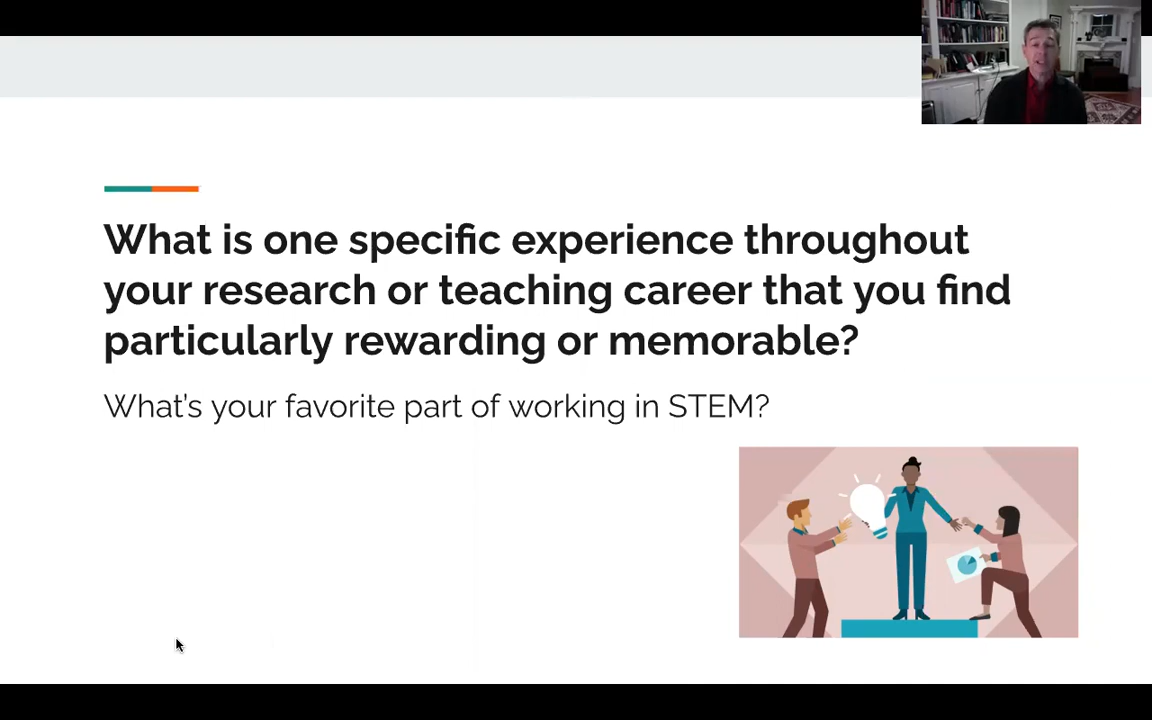 What is one specific experience throughout
your research or teaching career that you find
particularly rewarding or memorable?
What's your favorite part of working in STEM?